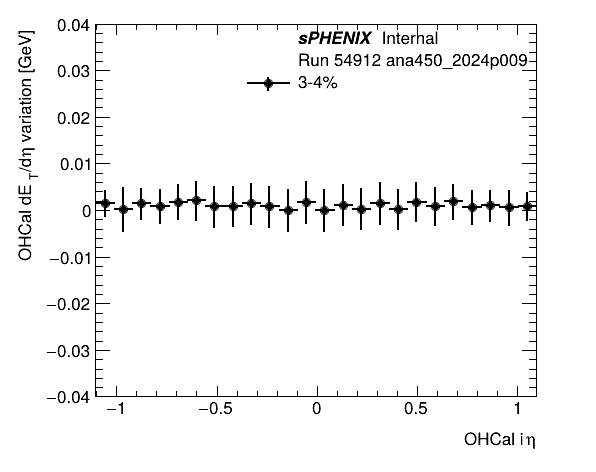 sPHENIX Internal
Run 54912 ana450_2024p009
3-4%
OHCal dE_T/dη variation [GeV]
0.04
0.03
0.02
0.01
0
−0.01
−0.02
−0.03
−0.04
−1 −0.5 0 0.5 1
OHCal iη